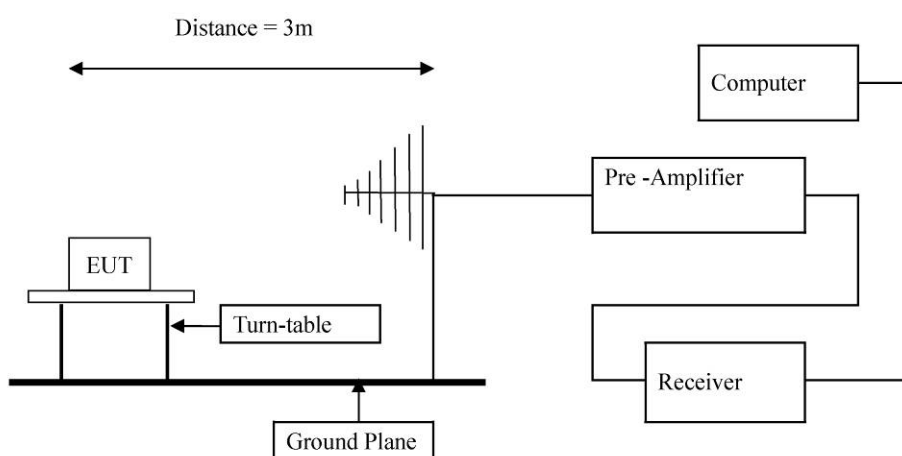 Distance = 3m
Computer
Pre -Amplifier
EUT
Turn-table
Receiver
Ground Plane